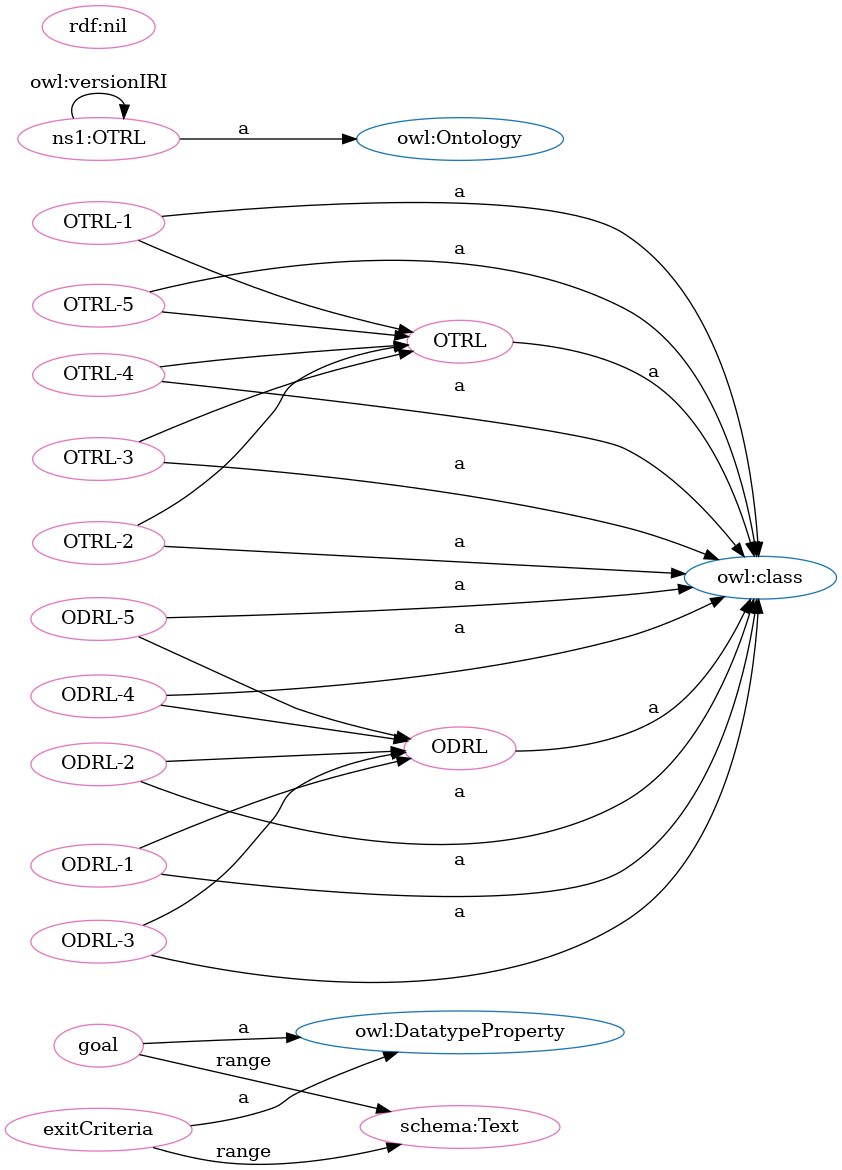 rdf:nil
owl:versionIRI
ns1:OTRL
a
owl:Ontology
a
OTRL-1
a
OTRL-5
OTRL
a
OTRL-4
a
OTRL-3
a
OTRL-2
a
owl:class
a
ODRL-5
a
ODRL-4
a
ODRL
ODRL-2
a
ODRL-1
a
ODRL-3
a
a
owl:DatatypeProperty
goal
range
a
exitCriteria
schema:Text
range